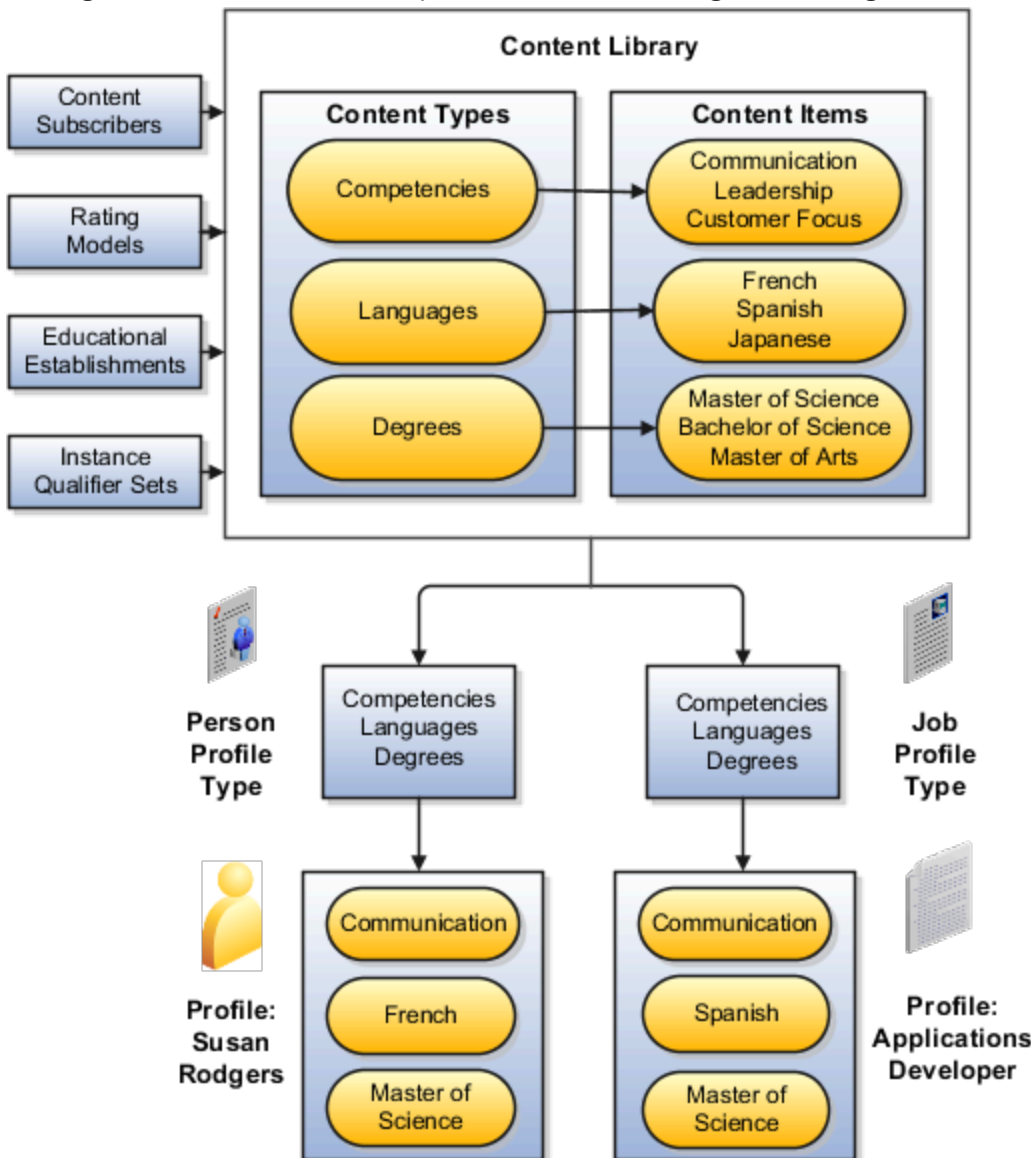 Content Library
Content
Subscribers
Rating
Models
Educational
Establishments
Instance
Qualifier Sets
Content Types
Competencies
Languages
Degrees
Content Items
Communication
Leadership
Customer Focus
French
Spanish
Japanese
Master of Science
Bachelor of Science
Master of Arts
Person
Profile
Type
Competencies
Languages
Degrees
Competencies
Languages
Degrees
Job
Profile
Type
Profile:
Susan
Rodgers
Communication
French
Master of
Science
Communication
Spanish
Master of
Science
Profile:
Applications
Developer